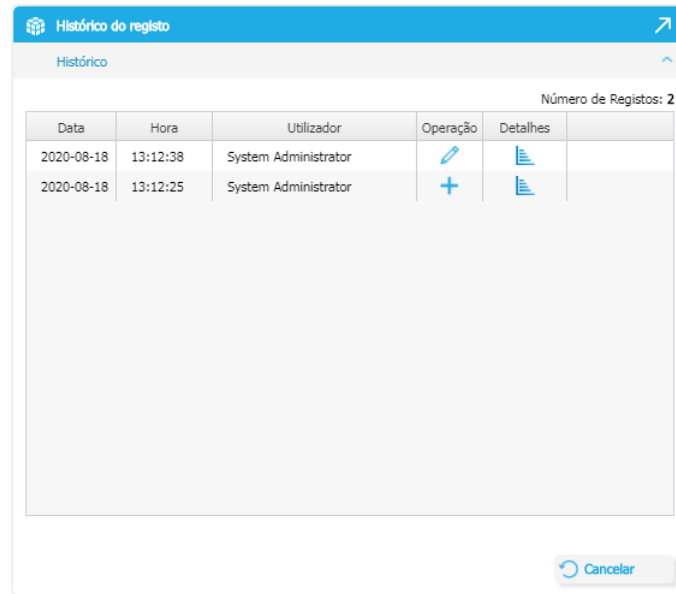 Histórico do registo
Histórico
Número de Registos: 2
Data Hora Utilizador Operação Detalhes
2020-08-18 13:12:38 System Administrator
2020-08-18 13:12:25 System Administrator
Cancelar